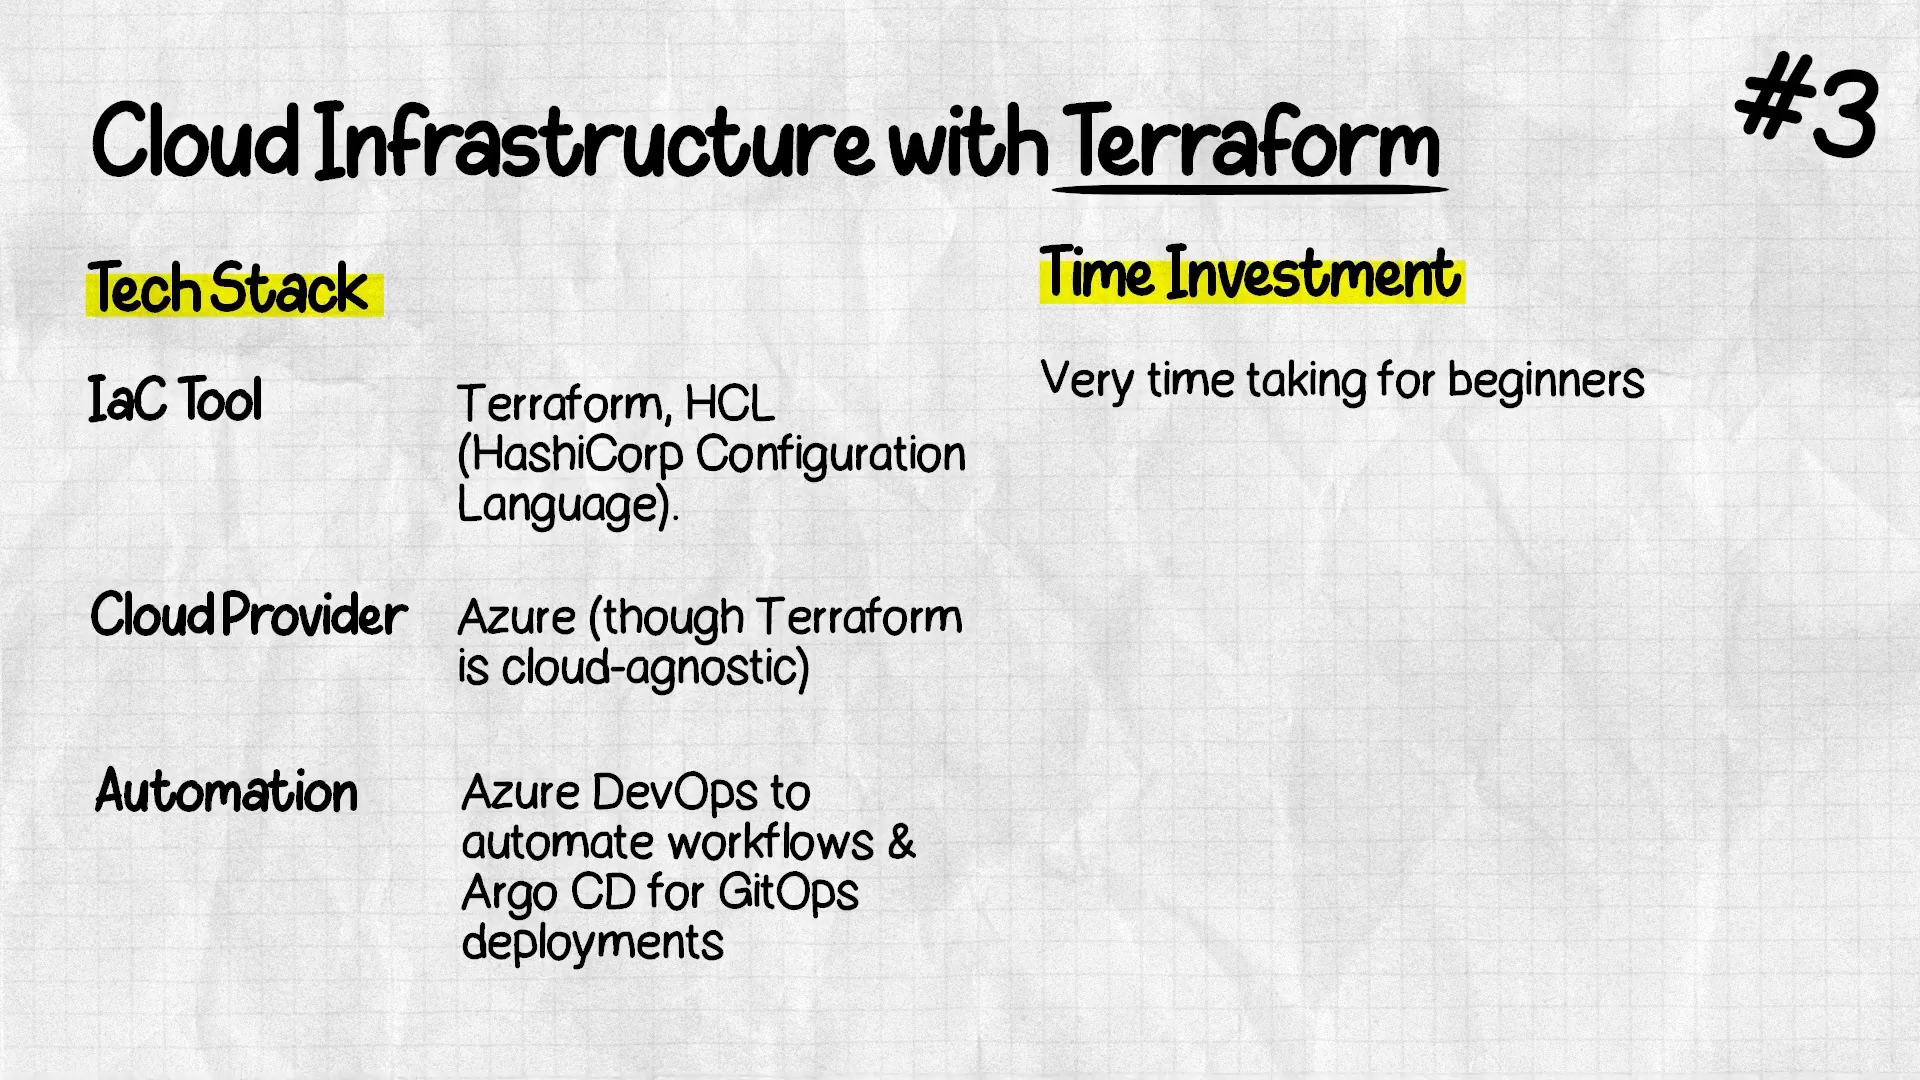 #3
Cloud Infrastructure with Terraform
Tech Stack
IaC Tool
Terraform, HCL
(HashiCorp Configuration
Language).
Cloud Provider
Azure (though Terraform
is cloud-agnostic)
Automation
Azure DevOps to
automate workflows &
Argo CD for GitOps
deployments
Time Investment
Very time taking for beginners